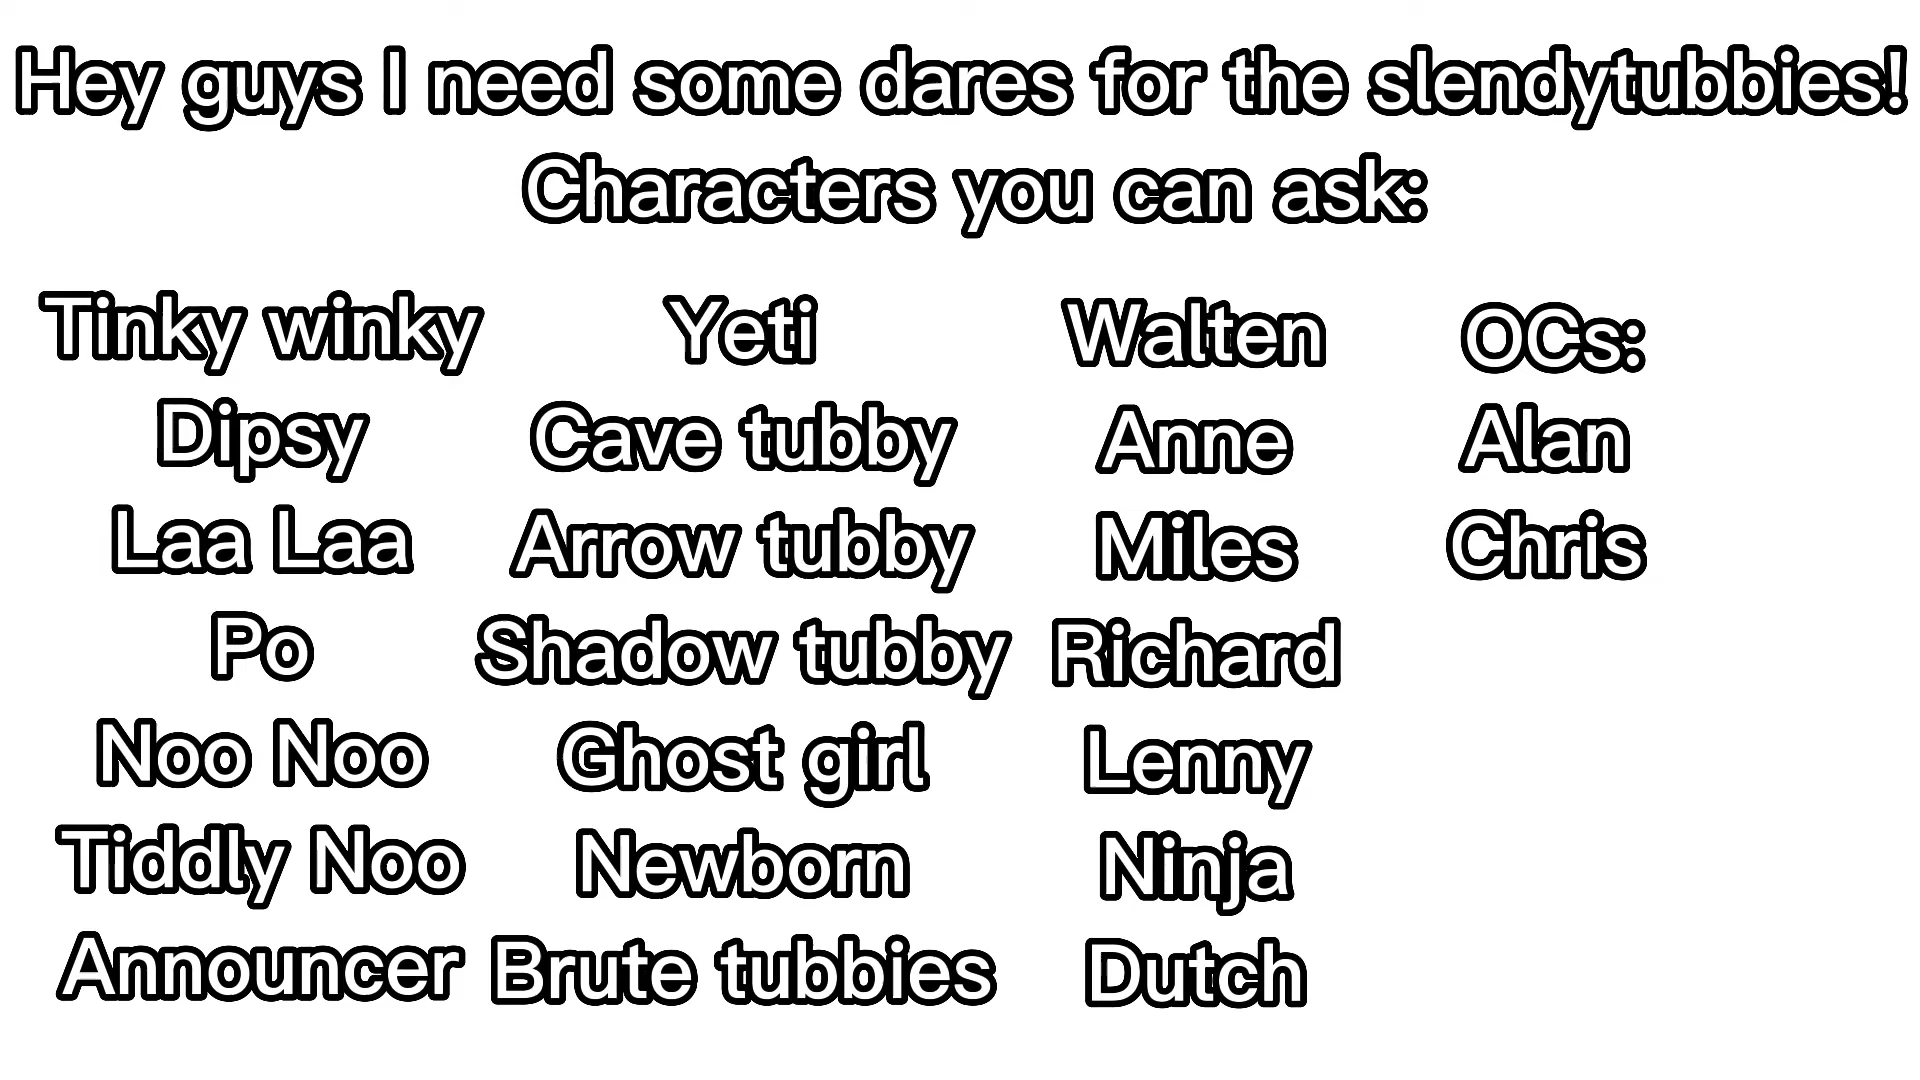 Hey guys I need some dares for the slendytubbies!
Characters you can ask:
Tinky winky
Dipsy
Laa Laa
Po
Noo Noo
Tiddly Noo
Announcer
Yeti
Cave tubby
Arrow tubby
Shadow tubby
Ghost girl
Newborn
Brute tubbies
Walten
Anne
Miles
Richard
Lenny
Ninja
Dutch
OCs:
Alan
Chris